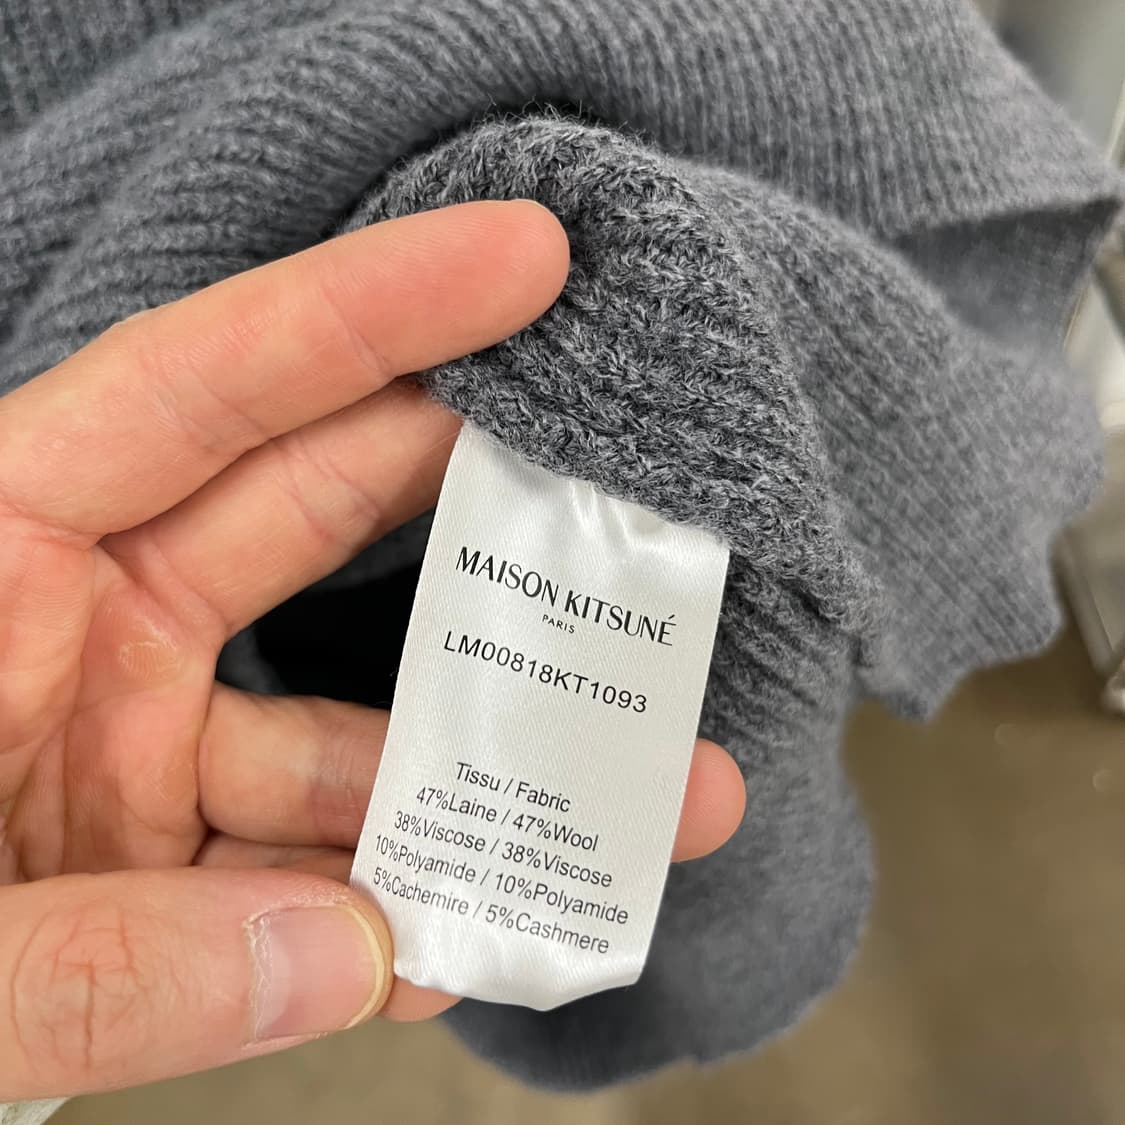 MAISON KITSUNÉ
PARIS
LM00818KT1093
Tissu / Fabric
47%Laine / 47%Wool
38%Viscose / 38%Viscose
10%Polyamide / 10%Polyamide
5%Cachemire / 5%Cashmere